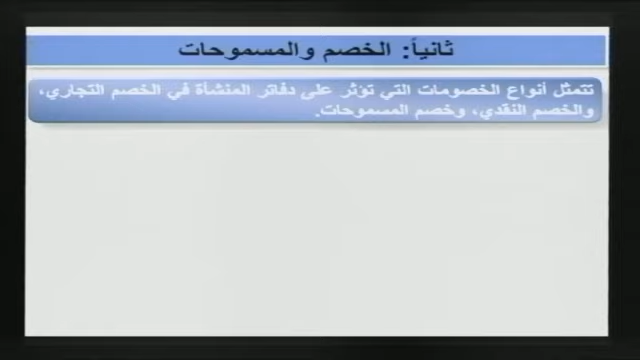 ثانياً: الخصم والمسموحات
تتمثل أنواع الخصومات التي تؤثر على دفاتر المنشأة في الخصم التجاري،
والخصم النقدي، وخصم المسموحات.